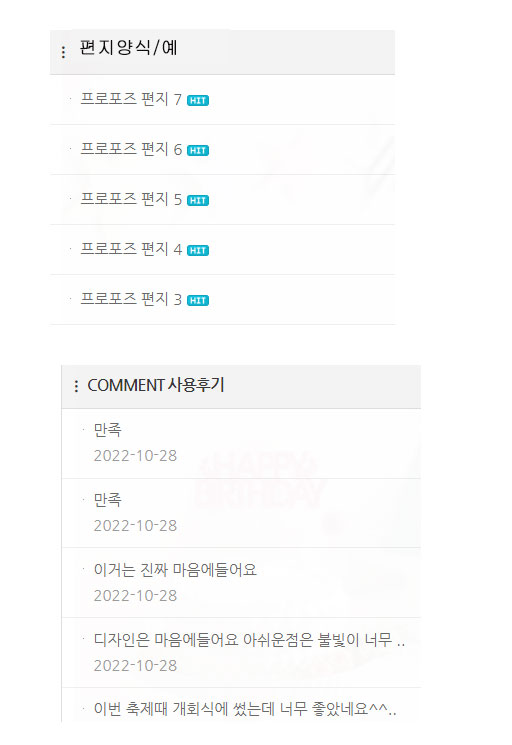 편지양식/예
프로포즈 편지 7 HIT
프로포즈 편지 6 HIT
프로포즈 편지 5 HIT
프로포즈 편지 4 HIT
프로포즈 편지 3 HIT
COMMENT 사용후기
만족
2022-10-28
HAPPY
BIRTHDAY
만족
2022-10-28
이거는 진짜 마음에들어요
2022-10-28
디자인은 마음에들어요 아쉬운점은 불빛이 너무 ..
2022-10-28
이번 축제때 개회식에 썼는데 너무 좋았네요^^..